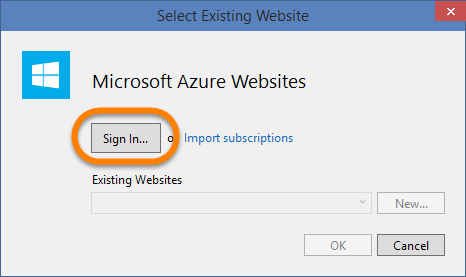 Select Existing Website
Microsoft Azure Websites
Sign In... o Import subscriptions
Existing Websites
New...
OK Cancel